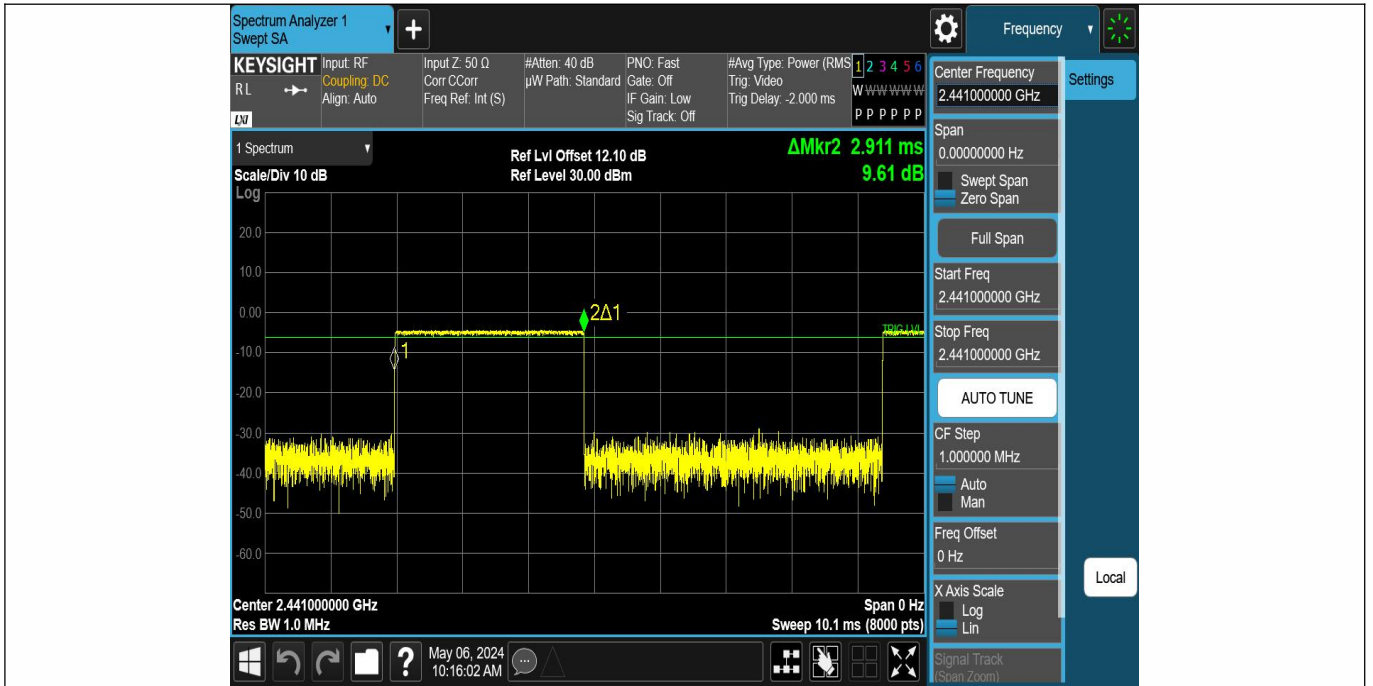 Spectrum Analyzer 1
Swept SA
+
Frequency
KEYSIGHT
RL
LXI
Input: RF
Coupling: DC
Align: Auto
Input Z: 50 Ω
Corr CCorr
Freq Ref: Int (S)
#Atten: 40 dB
µW Path: Standard
PNO: Fast
Gate: Off
IF Gain: Low
Sig Track: Off
#Avg Type: Power (RMS
Trig: Video
Trig Delay: -2.000 ms
1 2 3 4 5 6
W W W W W W
P P P P P P
1 Spectrum
Scale/Div 10 dB
Log
Ref Lvl Offset 12.10 dB
Ref Level 30.00 dBm
ΔMkr2 2.911 ms
9.61 dB
20.0
10.0
0.00
-10.0
-20.0
-30.0
-40.0
-50.0
-60.0
2Δ1
1
TRIG LVL
Center 2.441000000 GHz
Res BW 1.0 MHz
Span 0 Hz
Sweep 10.1 ms (8000 pts)
Center Frequency
2.441000000 GHz
Settings
Span
0.00000000 Hz
Swept Span
Zero Span
Full Span
Start Freq
2.441000000 GHz
Stop Freq
2.441000000 GHz
AUTO TUNE
CF Step
1.000000 MHz
Auto
Man
Freq Offset
0 Hz
X Axis Scale
Log
Lin
Local
Signal Track
(Span Zoom)
?
May 06, 2024
10:16:02 AM